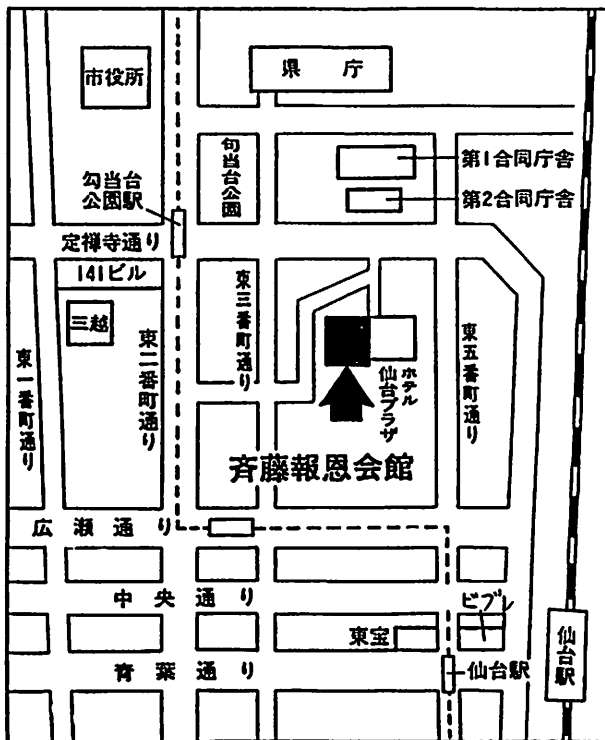 市役所
県庁
勾当台
公園駅
勾当台公園
第1合同庁舎
第2合同庁舎
定禅寺通り
141ビル
三越
東一番町通り
東二番町通り
東三番町通り
ホテル
仙台プラザ
東五番町通り
斉藤報恩会館
広瀬通り
中央通り
ビブレ
東宝
青葉通り
仙台駅
仙台駅